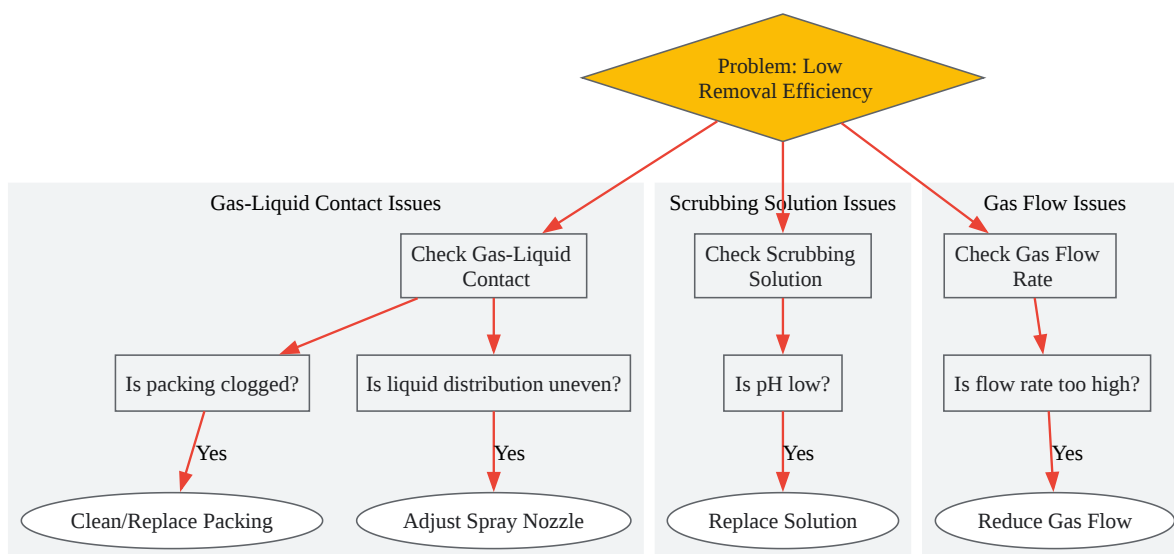 Problem: Low
Removal Efficiency
Gas-Liquid Contact Issues
Scrubbing Solution Issues
Gas Flow Issues
Check Gas-Liquid
Contact
Check Scrubbing
Solution
Check Gas Flow
Rate
Is packing clogged?
Is liquid distribution uneven?
Is pH low?
Is flow rate too high?
Yes
Yes
Yes
Yes
Clean/Replace Packing
Adjust Spray Nozzle
Replace Solution
Reduce Gas Flow